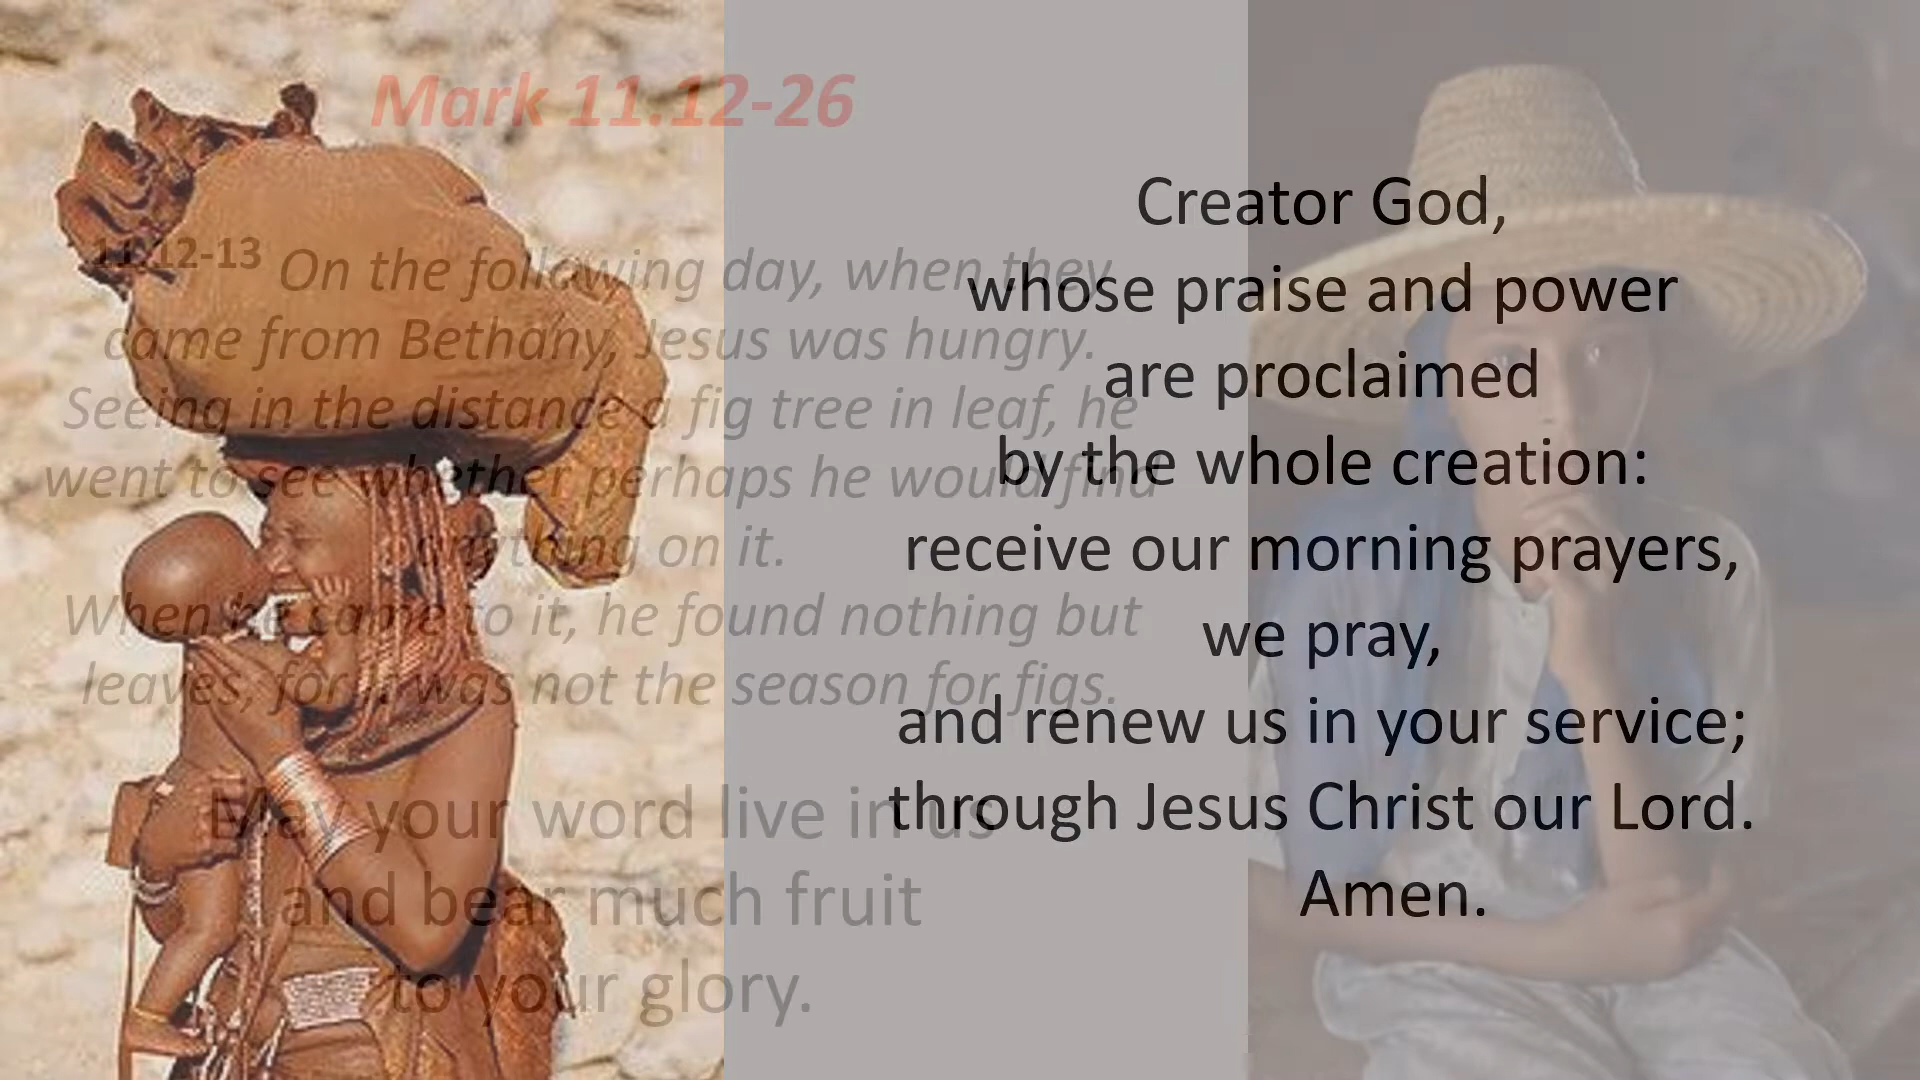 Mark 11.12-26
11.12-13 On the following day, when they
came from Bethany, Jesus was hungry.
Seeing in the distance a fig tree in leaf, he
went to see whether perhaps he would find
anything on it.
When he came to it, he found nothing but
leaves, for it was not the season for figs.
May your word live in us
and bear much fruit
to your glory.
Creator God,
whose praise and power
are proclaimed
by the whole creation:
receive our morning prayers,
we pray,
and renew us in your service;
through Jesus Christ our Lord.
Amen.